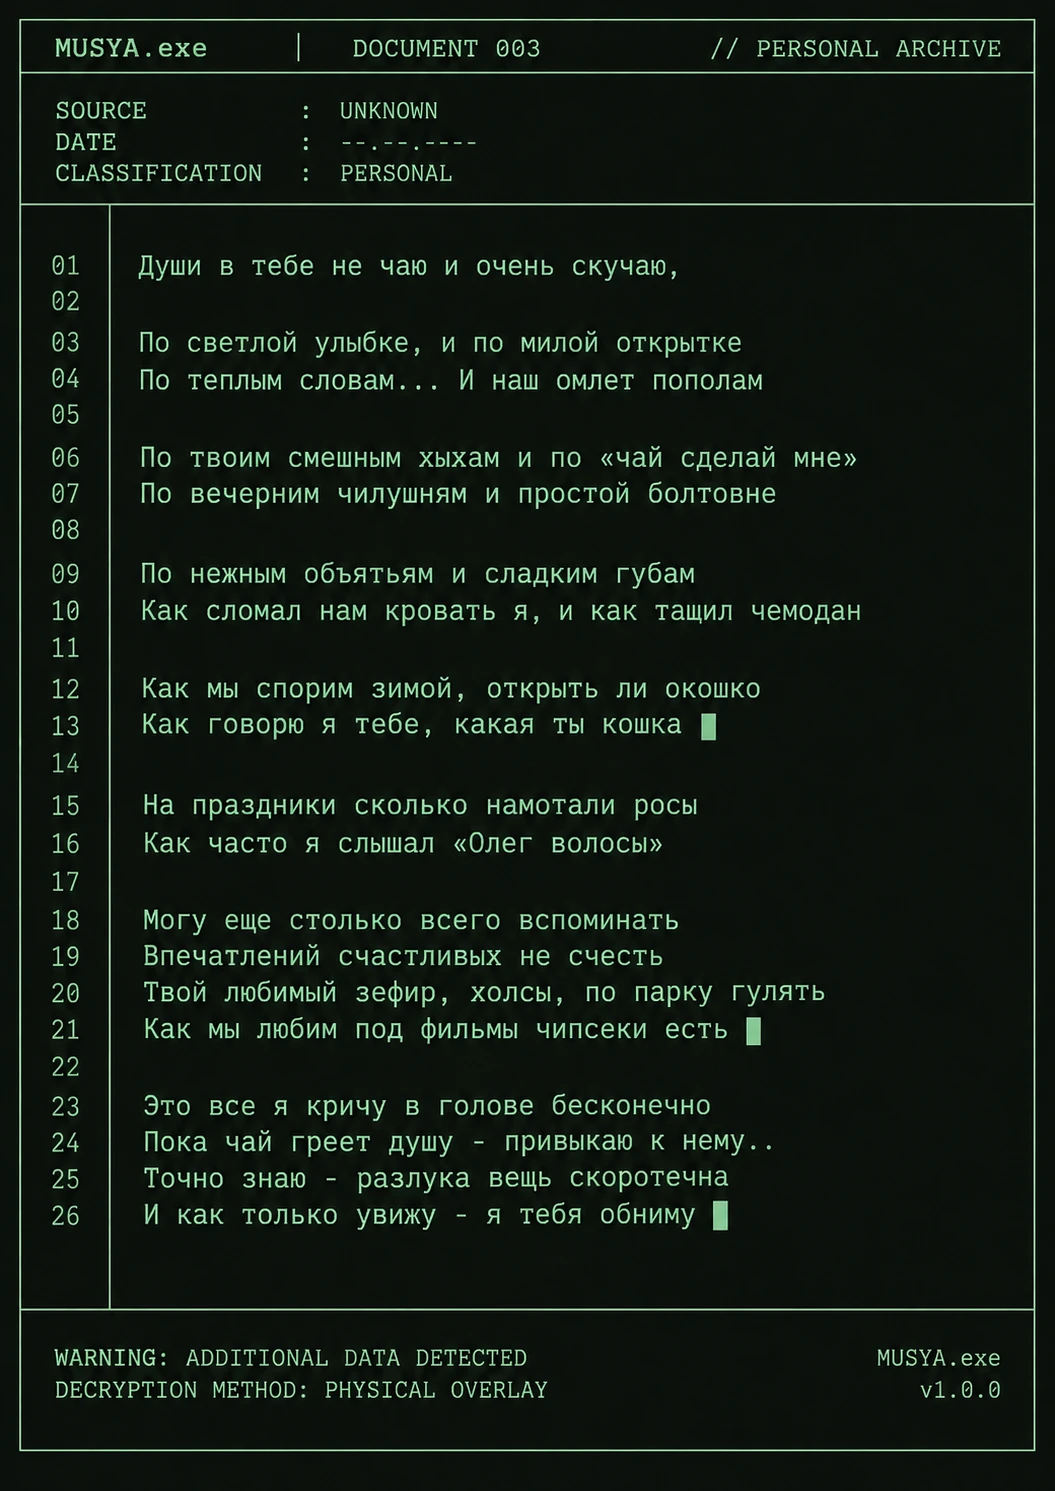 MUSYA.exe | DOCUMENT 003 // PERSONAL ARCHIVE
SOURCE : UNKNOWN
DATE : --.--.----
CLASSIFICATION : PERSONAL
01 Души в тебе не чаю и очень скучаю,
02
03 По светлой улыбке, и по милой открытке
04 По теплым словам... И наш омлет пополам
05
06 По твоим смешным хыхам и по «чай сделай мне»
07 По вечерним чилушням и простой болтовне
08
09 По нежным объятьям и сладким губам
10 Как сломал нам кровать я, и как тащил чемодан
11
12 Как мы спорим зимой, открыть ли окошко
13 Как говорю я тебе, какая ты кошка
14
15 На праздники сколько намотали росы
16 Как часто я слышал «Олег волосы»
17
18 Могу еще столько всего вспоминать
19 Впечатлений счастливых не счесть
20 Твой любимый зефир, холсы, по парку гулять
21 Как мы любим под фильмы чипсеки есть
22
23 Это все я кричу в голове бесконечно
24 Пока чай греет душу - привыкаю к нему..
25 Точно знаю - разлука вещь скоротечна
26 И как только увижу - я тебя обниму
WARNING: ADDITIONAL DATA DETECTED MUSYA.exe
DECRYPTION METHOD: PHYSICAL OVERLAY v1.0.0